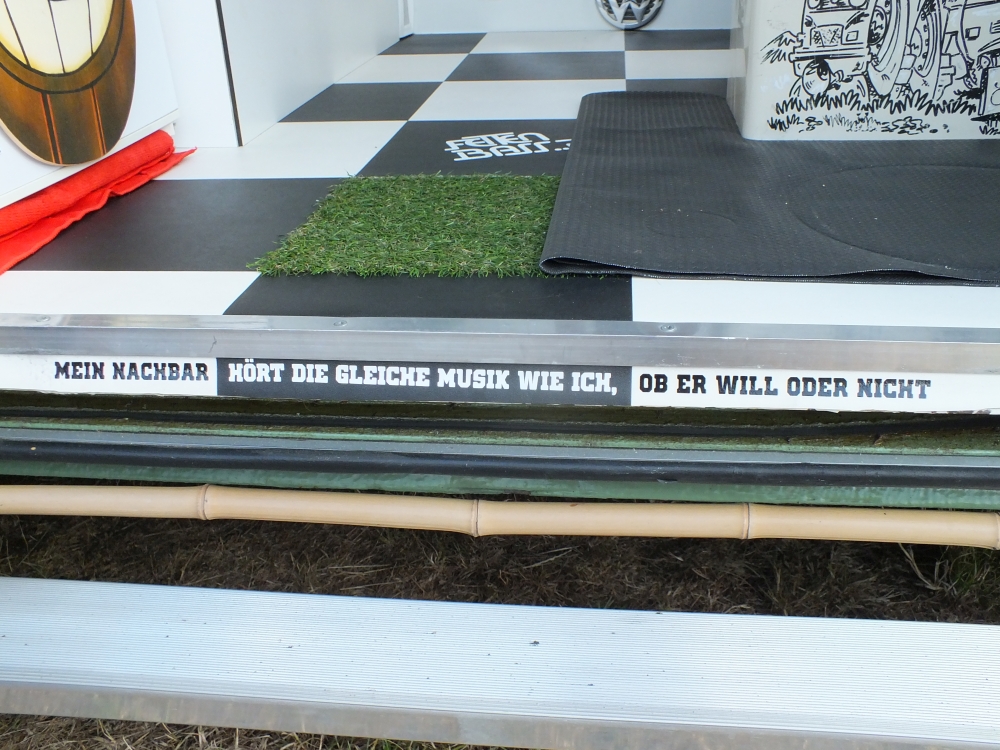 MEIN NACHBAR HÖRT DIE GLEICHE MUSIK WIE ICH, OB ER WILL ODER NICHT